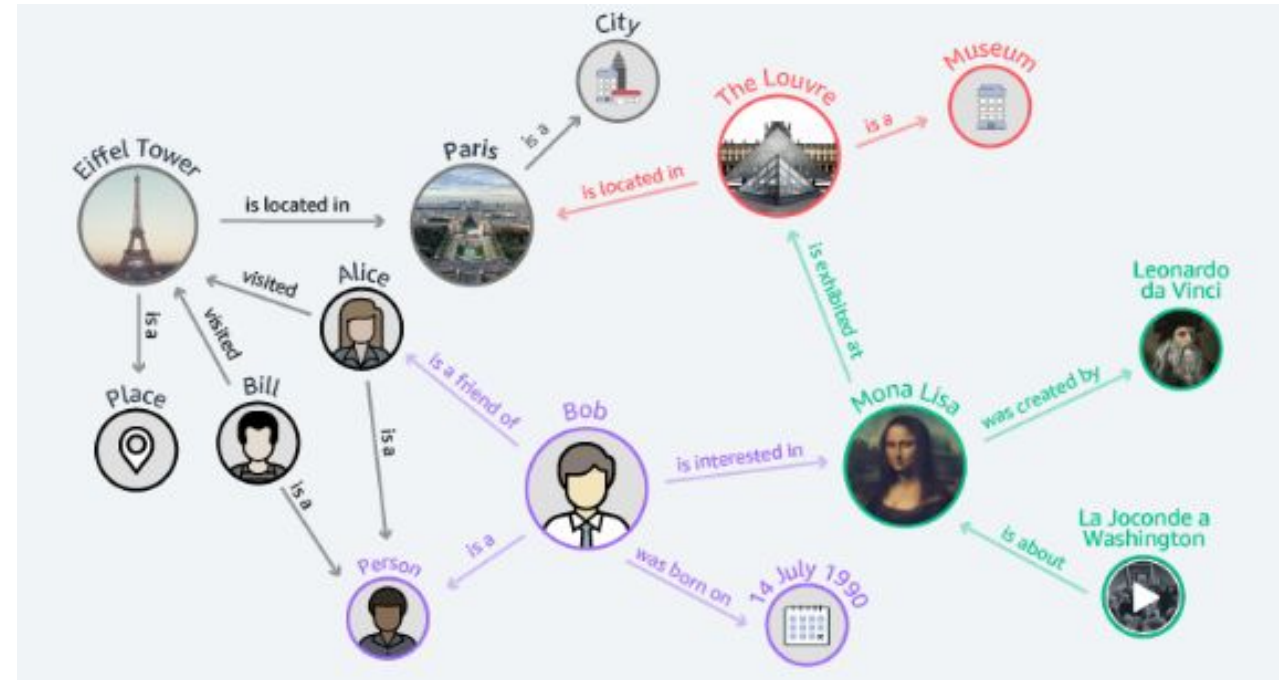 City
The Louvre
Museum
is a
is a
Eiffel Tower
Paris
is located in
is located in
visited
Alice
is exhibited at
Leonardo
da Vinci
is a
visited
Place
Bill
is a friend of
Bob
Mona Lisa
was created by
is a
is interested in
is a
La Joconde a
Washington
is about
Person
is a
was born on
14 July 1990